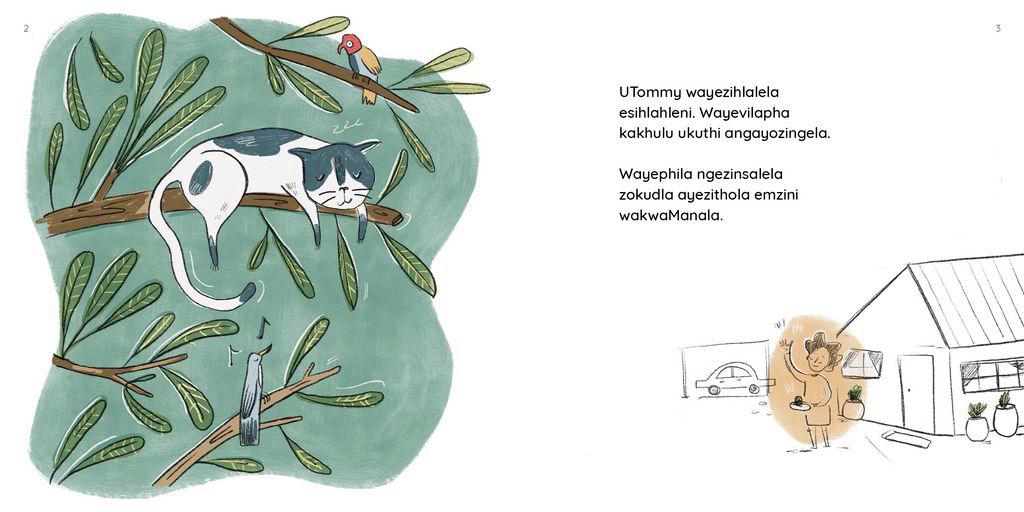 2
3
UTommy wayezihlalela
esihlahleni. Wayevilapha
kakhulu ukuthi angayozingela.
Wayephila ngezinsalela
zokudla ayezithola emzini
wakwaManala.